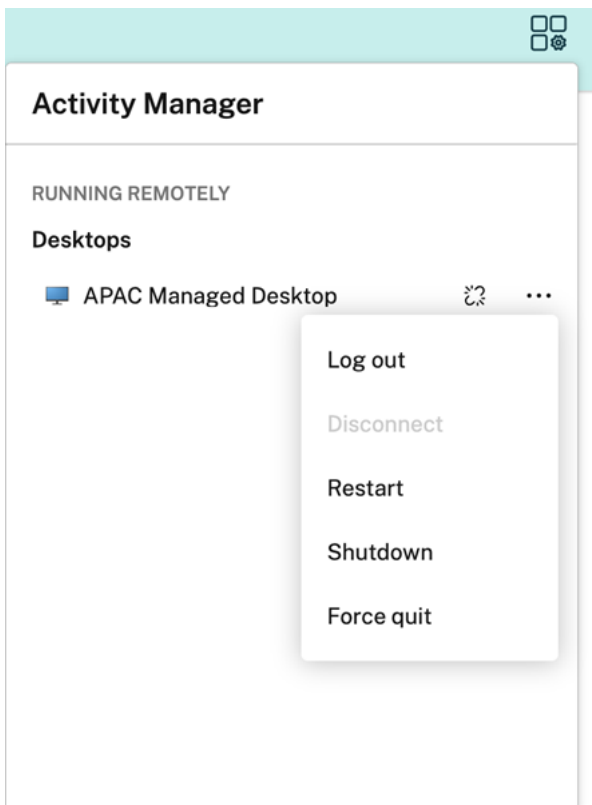 Activity Manager
RUNNING REMOTELY
Desktops
APAC Managed Desktop
Log out
Disconnect
Restart
Shutdown
Force quit